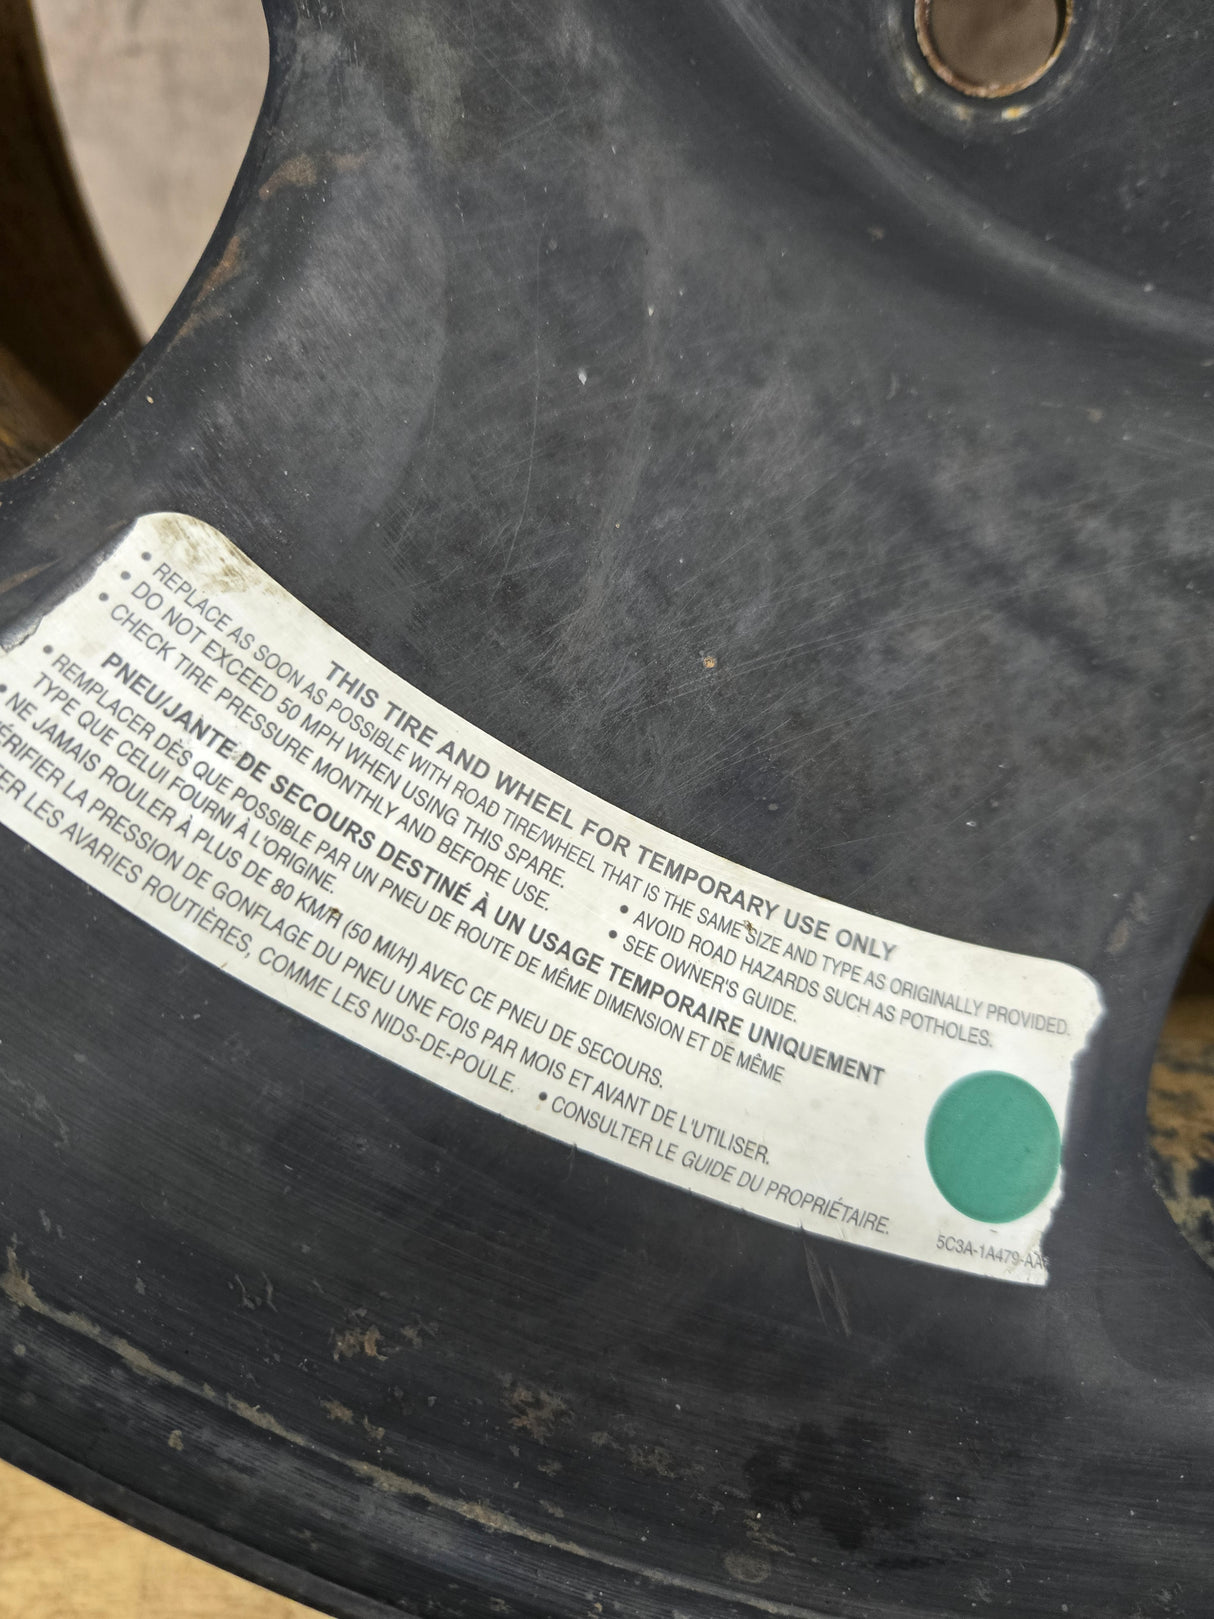 THIS TIRE AND WHEEL FOR TEMPORARY USE ONLY
• REPLACE AS SOON AS POSSIBLE WITH ROAD TIRE/WHEEL THAT IS THE SAME SIZE AND TYPE AS ORIGINALLY PROVIDED.
• DO NOT EXCEED 50 MPH WHEN USING THIS SPARE. • AVOID ROAD HAZARDS SUCH AS POTHOLES.
• CHECK TIRE PRESSURE MONTHLY AND BEFORE USE. • SEE OWNER'S GUIDE.
PNEU/JANTE DE SECOURS DESTINÉ À UN USAGE TEMPORAIRE UNIQUEMENT
• REMPLACER DÈS QUE POSSIBLE PAR UN PNEU DE ROUTE DE MÊME DIMENSION ET DE MÊME
TYPE QUE CELUI FOURNI À L'ORIGINE.
• NE JAMAIS ROULER À PLUS DE 80 KM/H (50 MI/H) AVEC CE PNEU DE SECOURS.
ÉRIFIER LA PRESSION DE GONFLAGE DU PNEU UNE FOIS PAR MOIS ET AVANT DE L'UTILISER.
ER LES AVARIES ROUTIÈRES, COMME LES NIDS-DE-POULE. • CONSULTER LE GUIDE DU PROPRIÉTAIRE.
5C3A-1A479-AA